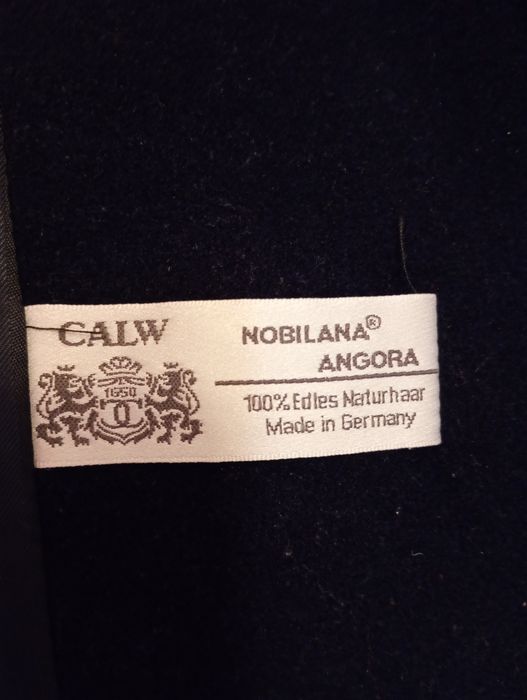 CALW
1650
NOBILANA®
ANGORA
100% Edles Naturhaar
Made in Germany